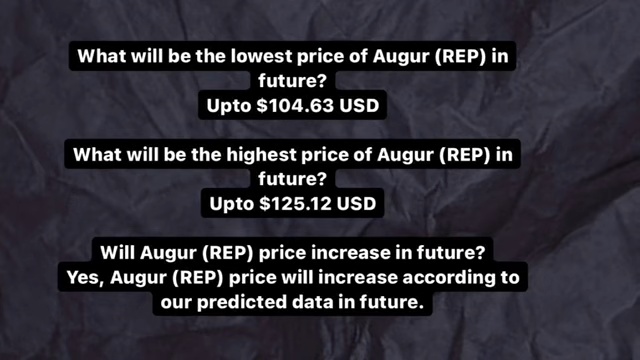 What will be the lowest price of Augur (REP) in
future?
Upto $104.63 USD
What will be the highest price of Augur (REP) in
future?
Upto $125.12 USD
Will Augur (REP) price increase in future?
Yes, Augur (REP) price will increase according to
our predicted data in future.